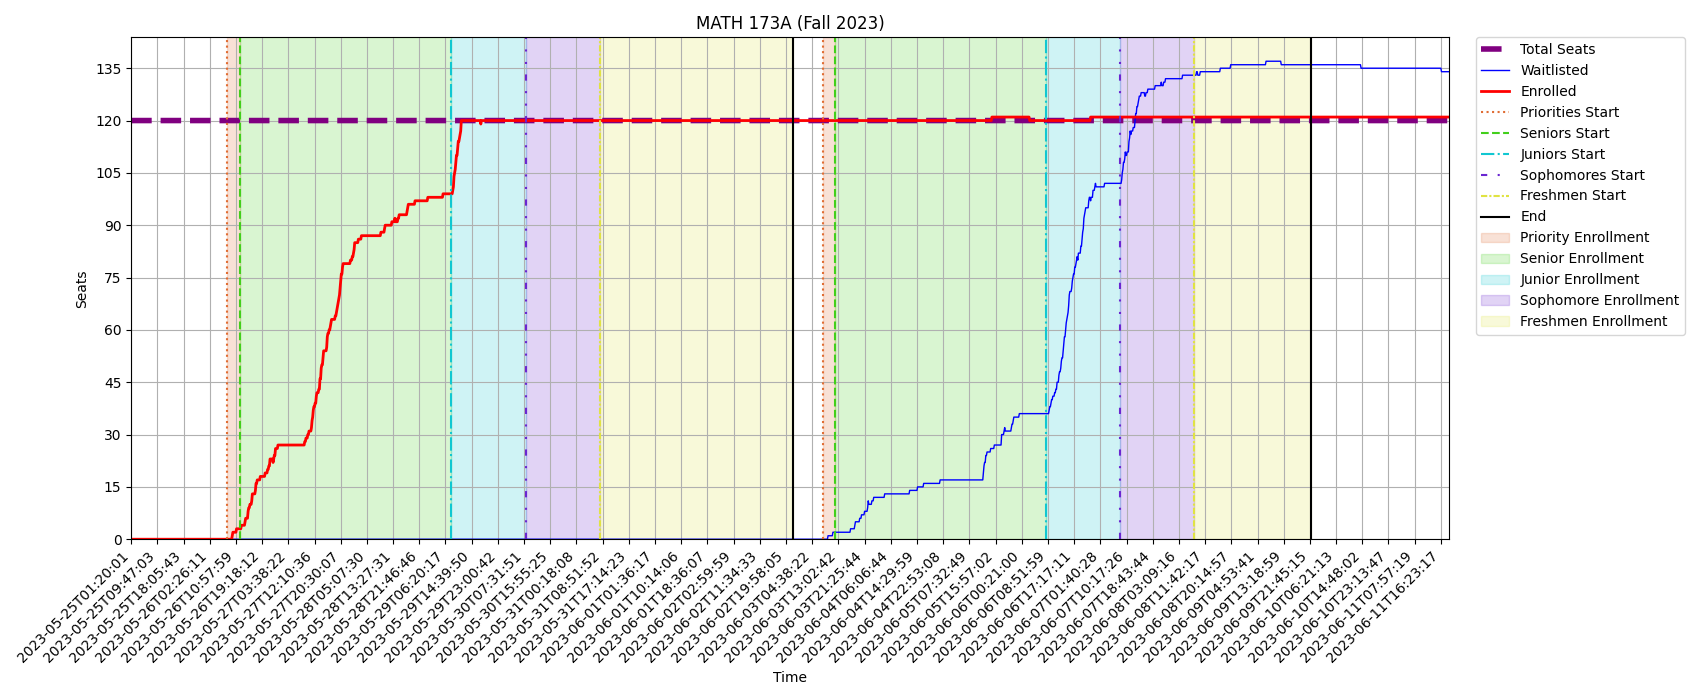 MATH 173A (Fall 2023)
135
120
105
90
75
60
45
30
15
0
Seats
2023-05-25T01:20:01
2023-05-25T09:47:03
2023-05-25T18:05:43
2023-05-26T02:26:11
2023-05-26T10:57:59
2023-05-26T19:18:12
2023-05-27T03:38:22
2023-05-27T12:10:36
2023-05-27T20:30:07
2023-05-28T05:07:30
2023-05-28T13:27:31
2023-05-28T21:46:46
2023-05-29T06:20:17
2023-05-29T14:39:50
2023-05-29T23:00:42
2023-05-30T07:31:51
2023-05-30T15:55:25
2023-05-31T00:18:08
2023-05-31T08:51:52
2023-05-31T17:14:23
2023-06-01T01:36:17
2023-06-01T10:14:06
2023-06-01T18:36:07
2023-06-02T02:59:59
2023-06-02T11:34:33
2023-06-02T19:58:05
2023-06-03T04:38:22
2023-06-03T13:02:42
2023-06-03T21:25:44
2023-06-04T06:06:44
2023-06-04T14:29:59
2023-06-04T22:53:08
2023-06-05T07:32:49
2023-06-05T15:57:02
2023-06-06T00:21:00
2023-06-06T08:51:59
2023-06-06T17:17:11
2023-06-07T01:40:28
2023-06-07T10:17:26
2023-06-07T18:43:44
2023-06-08T03:09:16
2023-06-08T11:42:17
2023-06-08T20:14:57
2023-06-09T04:53:41
2023-06-09T13:18:59
2023-06-09T21:45:15
2023-06-10T06:21:13
2023-06-10T14:48:02
2023-06-10T23:13:47
2023-06-11T07:57:19
2023-06-11T16:23:17
Time
Total Seats
Waitlisted
Enrolled
Priorities Start
Seniors Start
Juniors Start
Sophomores Start
Freshmen Start
End
Priority Enrollment
Senior Enrollment
Junior Enrollment
Sophomore Enrollment
Freshmen Enrollment